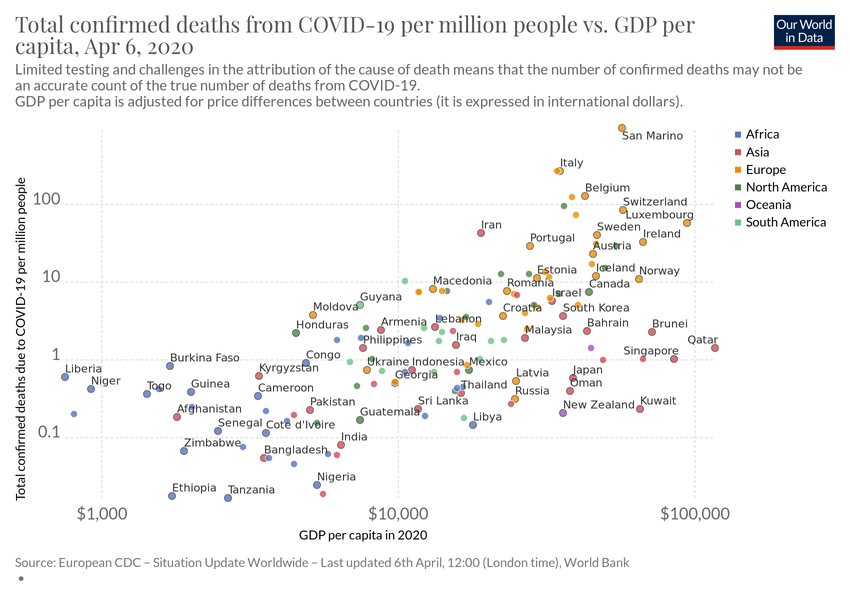 Total confirmed deaths from COVID-19 per million people vs. GDP per
capita, Apr 6, 2020
Our World
in Data
Limited testing and challenges in the attribution of the cause of death means that the number of confirmed deaths may not be
an accurate count of the true number of deaths from COVID-19.
GDP per capita is adjusted for price differences between countries (it is expressed in international dollars).
Total confirmed deaths due to COVID-19 per million people
100
10
1
0.1
San Marino
Italy
Belgium
Switzerland
Luxembourg
Iran
Sweden
Ireland
Portugal
Austria
Estonia
Iceland
Norway
Macedonia
Romania
Canada
Guyana
Israel
Moldova
Croatia
South Korea
Honduras
Armenia
Lebanon
Malaysia
Bahrain
Brunei
Philippines
Iraq
Qatar
Burkina Faso
Congo
Singapore
Liberia
Kyrgyzstan
Ukraine
Indonesia
Mexico
Niger
Togo
Guinea
Cameroon
Georgia
Thailand
Latvia
Japan
Oman
Russia
Afghanistan
Pakistan
Sri Lanka
Guatemala
Libya
New Zealand
Kuwait
Senegal
Cote d'Ivoire
Zimbabwe
Bangladesh
India
Ethiopia
Tanzania
Nigeria
$1,000
$10,000
$100,000
GDP per capita in 2020
Africa
Asia
Europe
North America
Oceania
South America
Source: European CDC – Situation Update Worldwide – Last updated 6th April, 12:00 (London time), World Bank